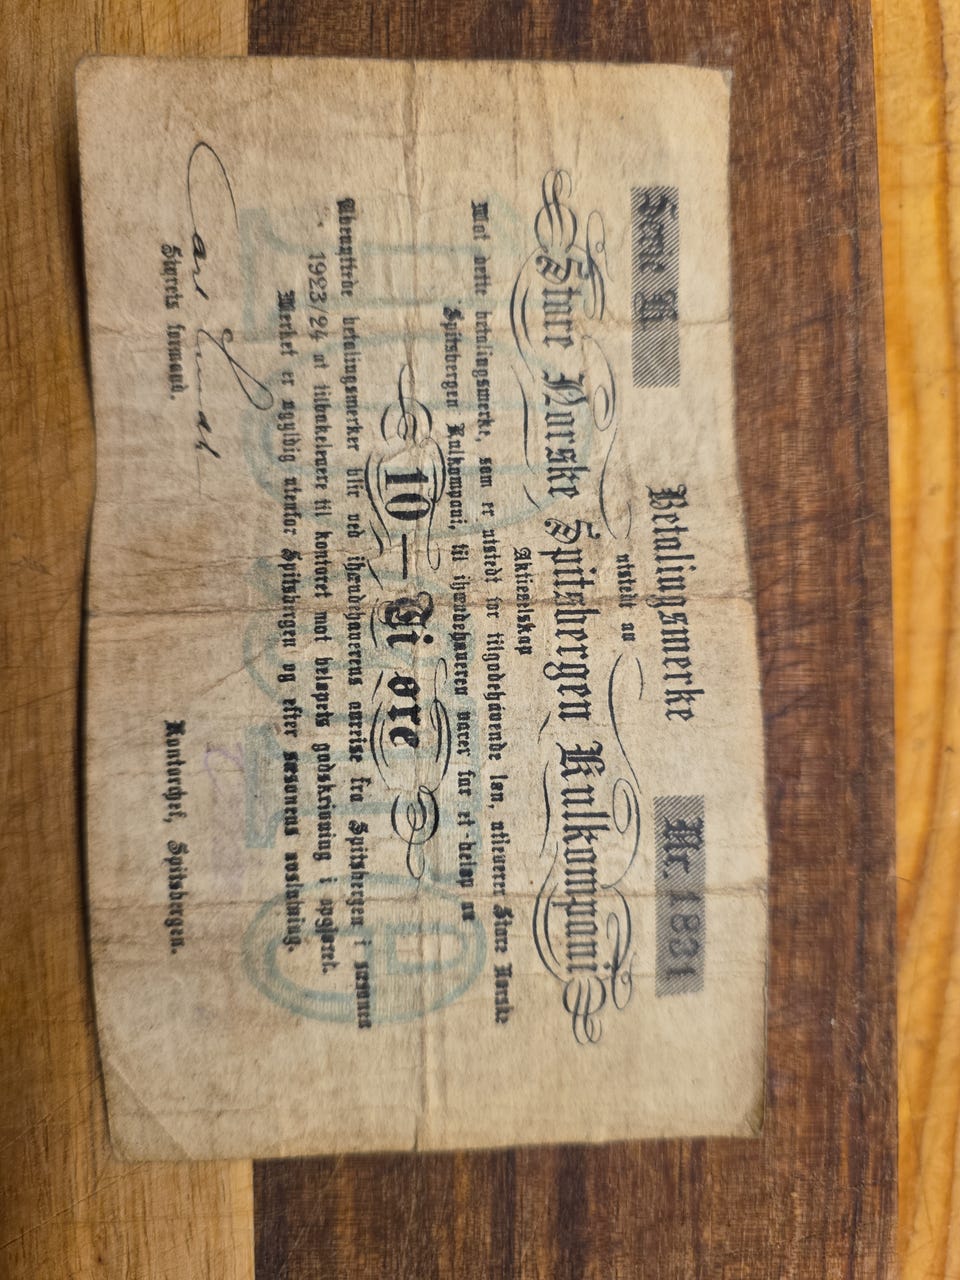 Serie H
Betalingsmerke
Nr. 1831
utstedt av
Store Norske Spitsbergen Kulkompani
Aktieselskap
Mot dette betalingsmerke, som er utstedt for tilgodehavende løn, utleverer Store Norske
Spitsbergen Kulkompani, til ihændehaveren varer for et beløp av
10 — Ti øre
Ubenyttede betalingsmerker blir ved ihændehaverens avreise fra Spitsbergen i sæsonen
1923/24 at tilbakelevere til kontoret mot beløpets godskrivning i opgjøret.
Merket er ugyldig utenfor Spitsbergen og efter sæsonens avslutning.
Styrets formand.
Kontorchef, Spitsbergen.